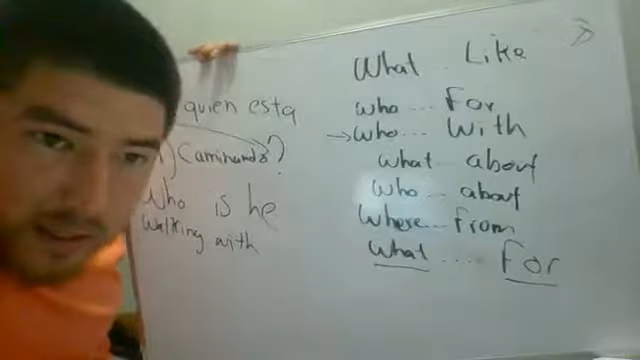 quien esta
Caminando?
Who is he
walking with
What . Like
who ... For
→ who ... With
what about
who .. about
Where... From
what .... For